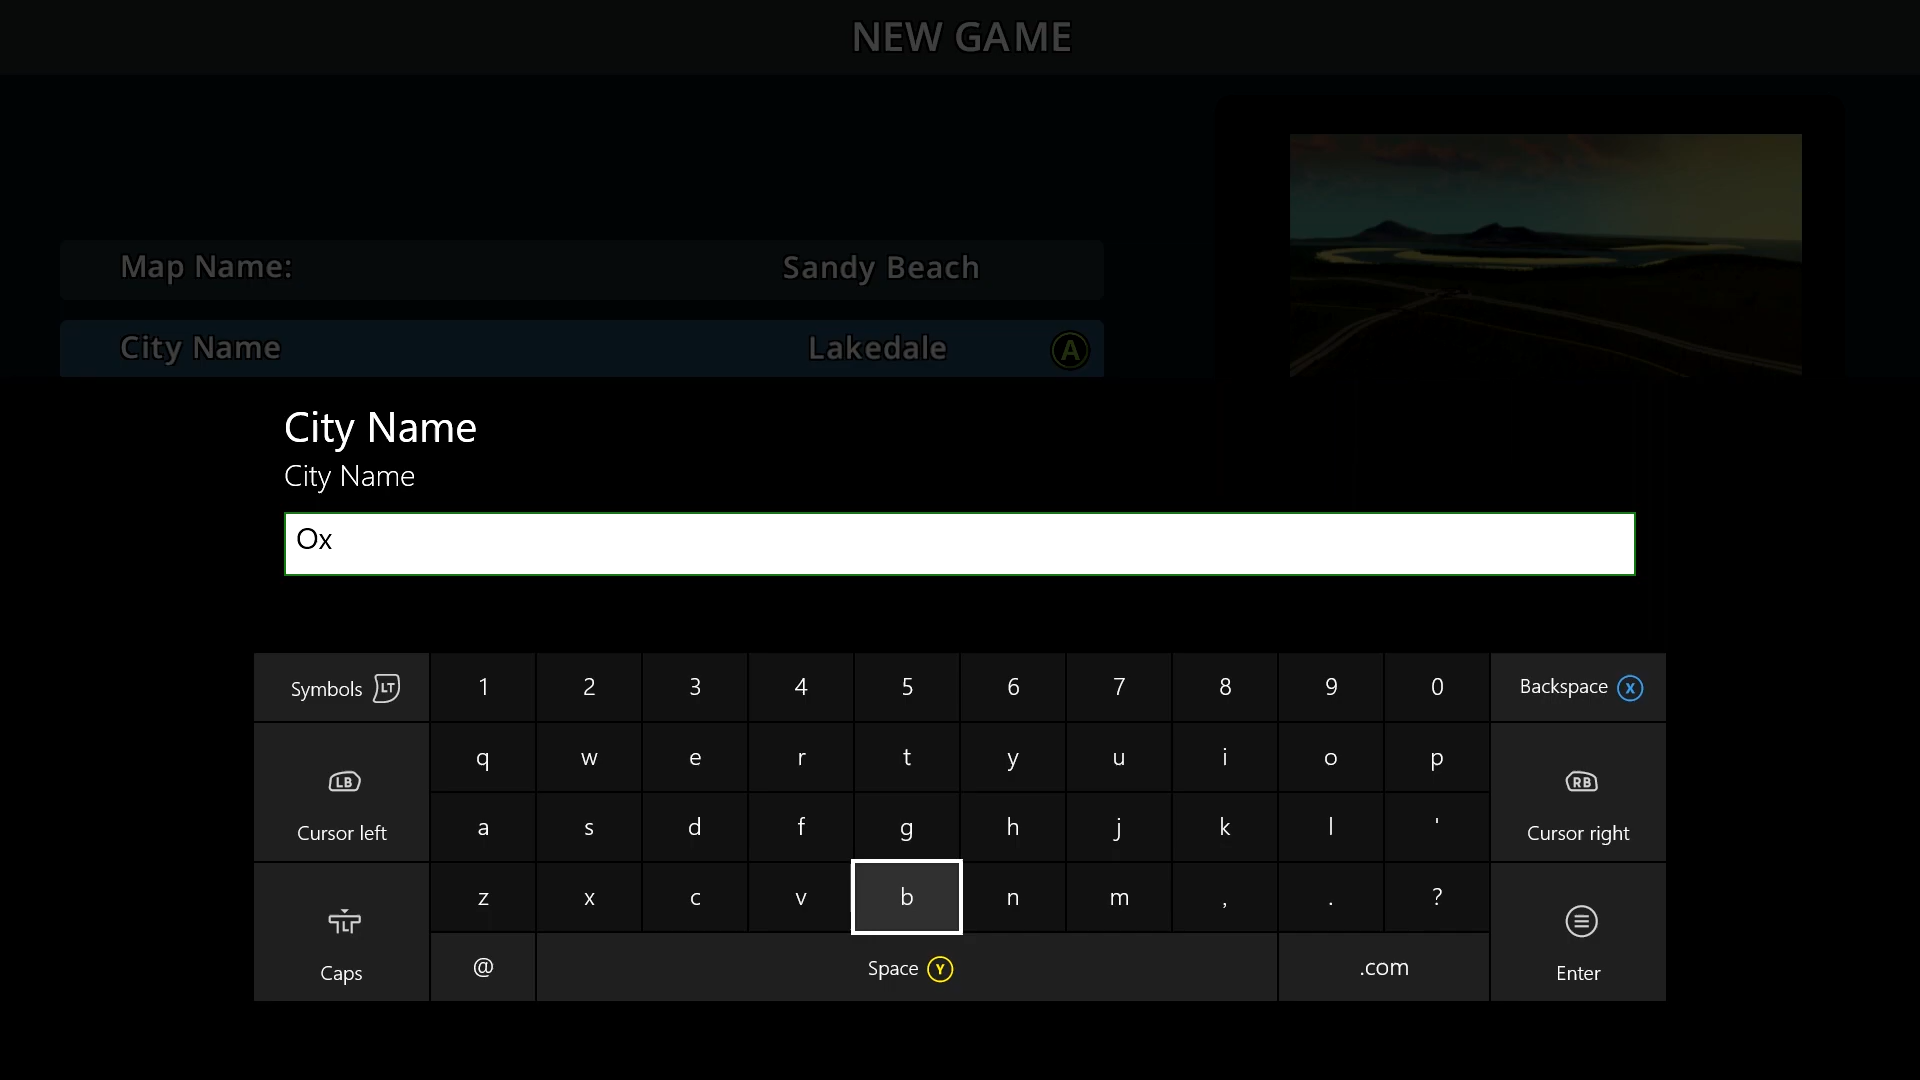 NEW GAME
Map Name: Sandy Beach
City Name Lakedale A
City Name
City Name
Ox
Symbols LT 1 2 3 4 5 6 7 8 9 0 Backspace X
q w e r t y u i o p
LB RB
Cursor left a s d f g h j k l ' Cursor right
z x c v b n m , . ?
Caps @ Space Y .com Enter